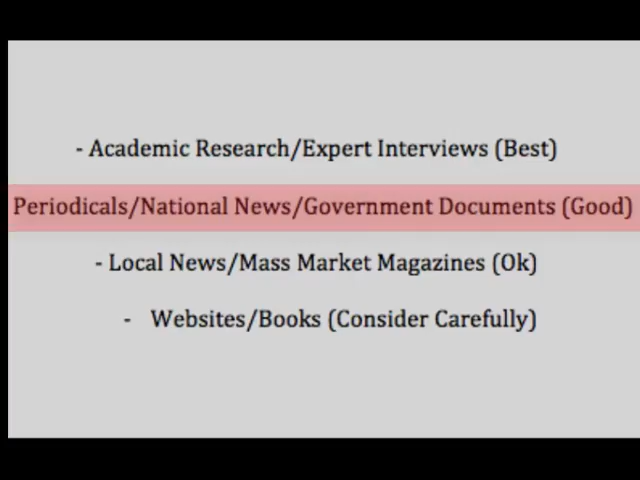 - Academic Research/Expert Interviews (Best)
Periodicals/National News/Government Documents (Good)
- Local News/Mass Market Magazines (Ok)
- Websites/Books (Consider Carefully)